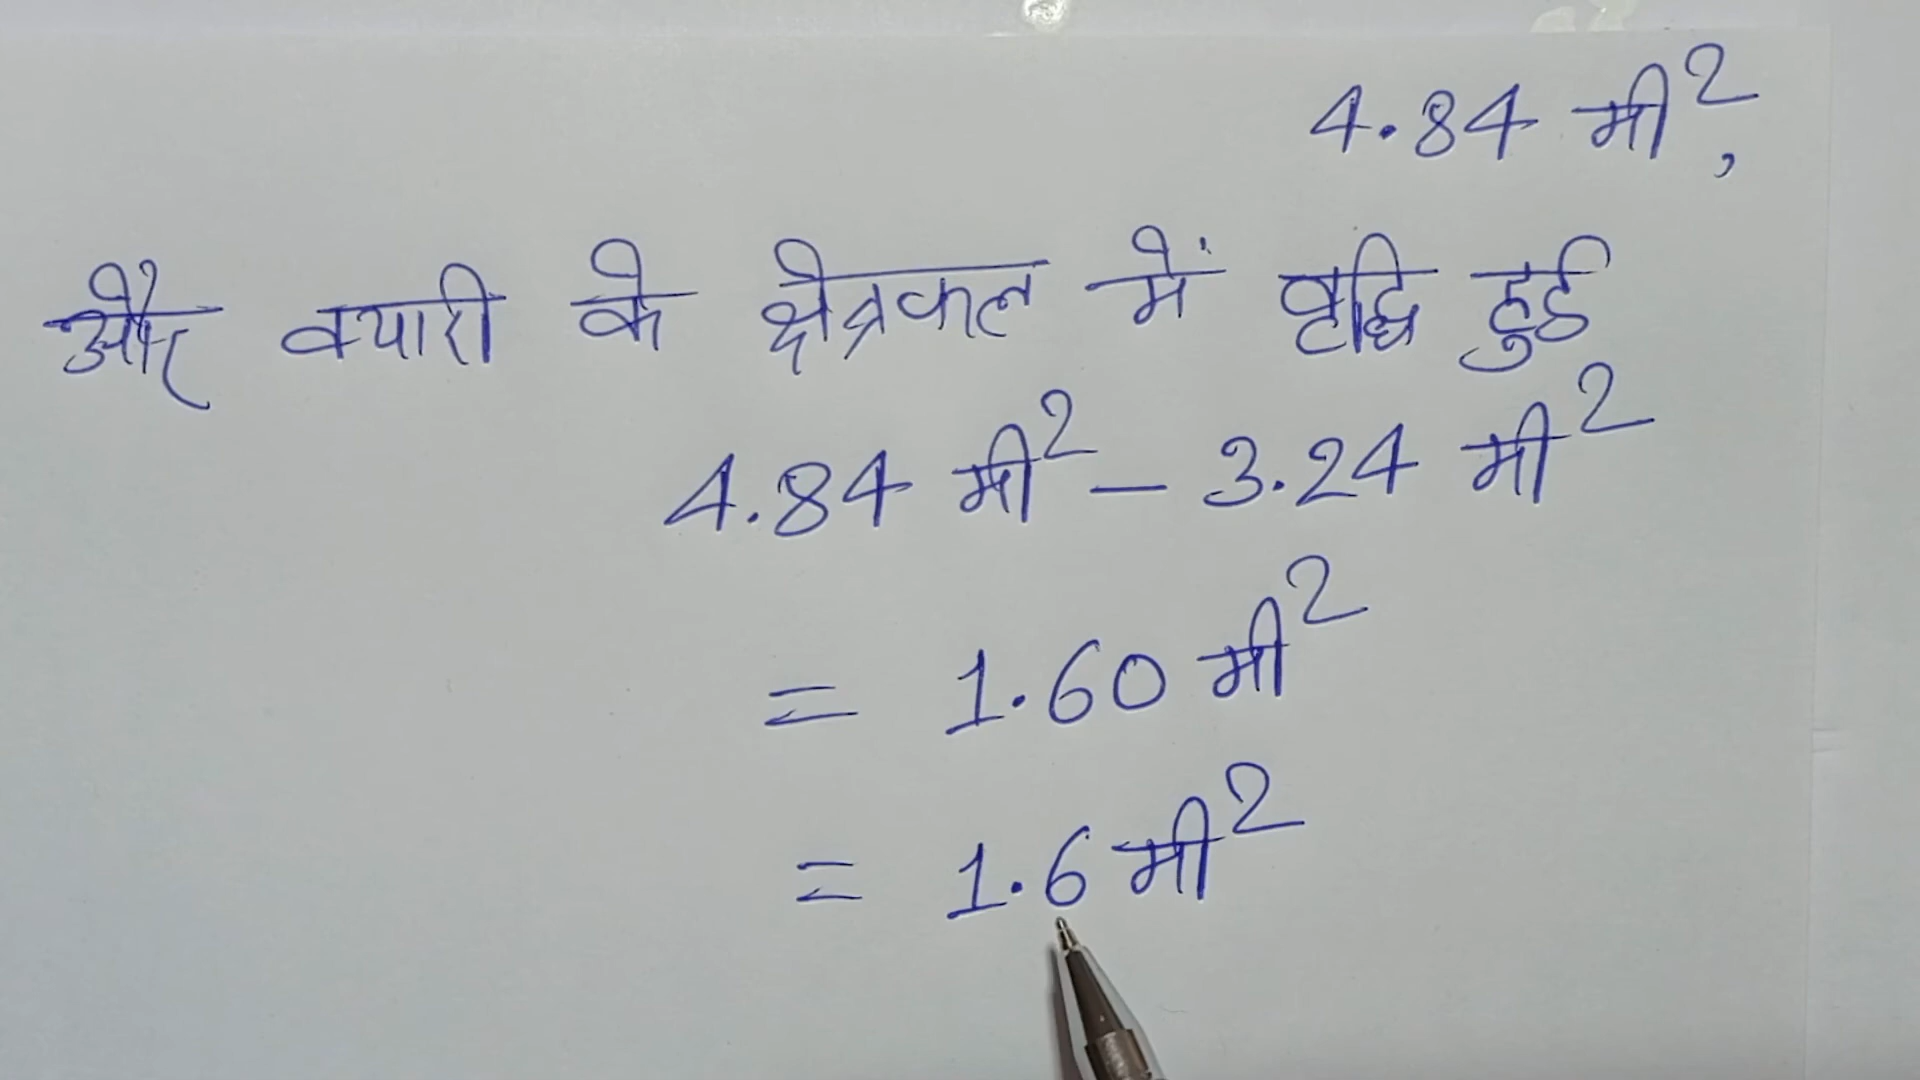 4.84 मी²,
और क्यारी के क्षेत्रफल में वृद्धि हुई
4.84 मी² – 3.24 मी²
= 1.60 मी²
= 1.6 मी²